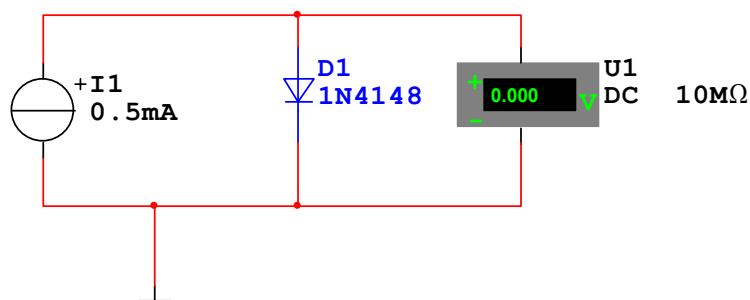 +I1
0.5mA
D1
1N4148
+
0.000
V
−
U1
DC 10MΩ